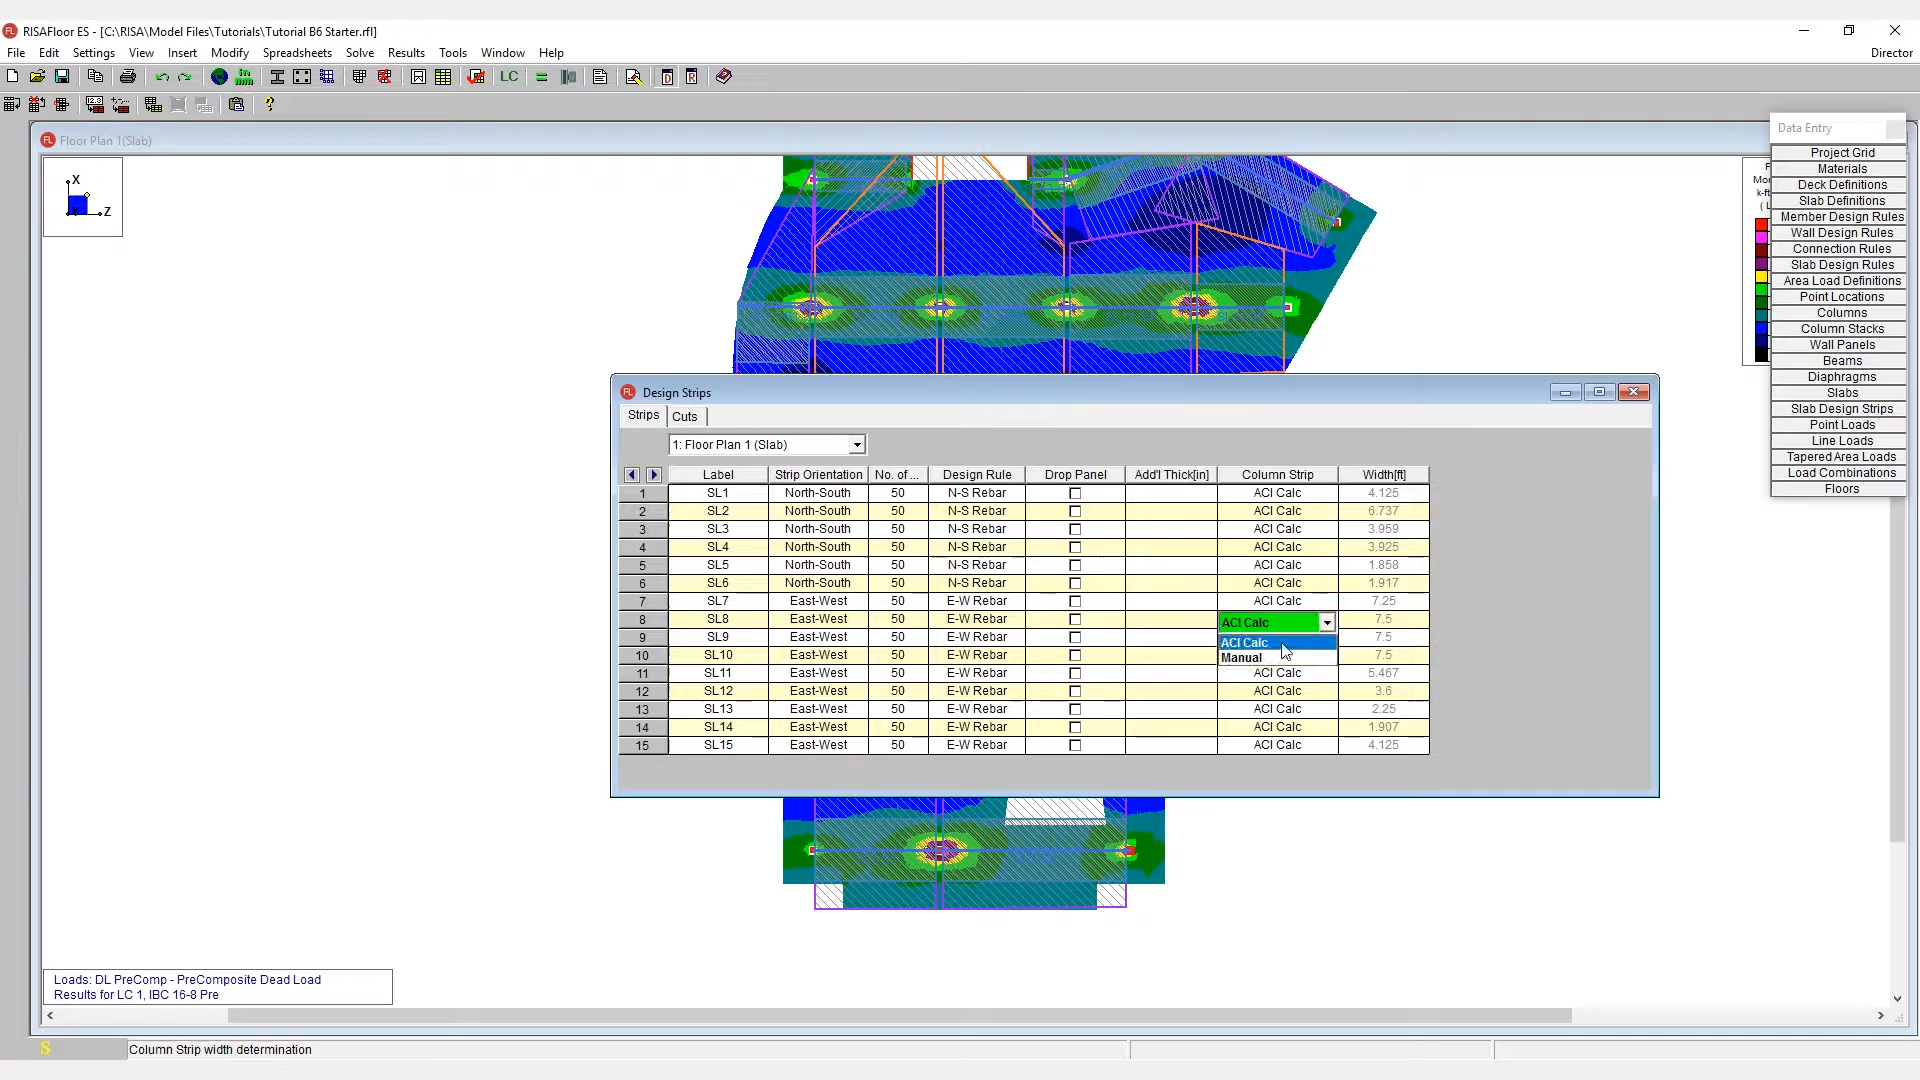 RISAFloor ES - [C:\RISA\Model Files\Tutorials\Tutorial B6 Starter.rfl]
File Edit Settings View Insert Modify Spreadsheets Solve Results Tools Window Help
Director
LC
D R
Floor Plan 1(Slab)
Data Entry
X
Z
Project Grid
Materials
Deck Definitions
Slab Definitions
Member Design Rules
Wall Design Rules
Connection Rules
Slab Design Rules
Area Load Definitions
Point Locations
Columns
Column Stacks
Wall Panels
Beams
Diaphragms
Slabs
Slab Design Strips
Point Loads
Line Loads
Tapered Area Loads
Load Combinations
Floors
Design Strips
Strips Cuts
1: Floor Plan 1 (Slab)
Label Strip Orientation No. of ... Design Rule Drop Panel Add'l Thick[in] Column Strip Width[ft]
1 SL1 North-South 50 N-S Rebar ACI Calc 4.125
2 SL2 North-South 50 N-S Rebar ACI Calc 6.737
3 SL3 North-South 50 N-S Rebar ACI Calc 3.959
4 SL4 North-South 50 N-S Rebar ACI Calc 3.925
5 SL5 North-South 50 N-S Rebar ACI Calc 1.858
6 SL6 North-South 50 N-S Rebar ACI Calc 1.917
7 SL7 East-West 50 E-W Rebar ACI Calc 7.25
8 SL8 East-West 50 E-W Rebar ACI Calc 7.5
9 SL9 East-West 50 E-W Rebar ACI Calc 7.5
10 SL10 East-West 50 E-W Rebar Manual 7.5
11 SL11 East-West 50 E-W Rebar ACI Calc 5.467
12 SL12 East-West 50 E-W Rebar ACI Calc 3.6
13 SL13 East-West 50 E-W Rebar ACI Calc 2.25
14 SL14 East-West 50 E-W Rebar ACI Calc 1.907
15 SL15 East-West 50 E-W Rebar ACI Calc 4.125
Loads: DL PreComp - PreComposite Dead Load
Results for LC 1, IBC 16-8 Pre
S
Column Strip width determination